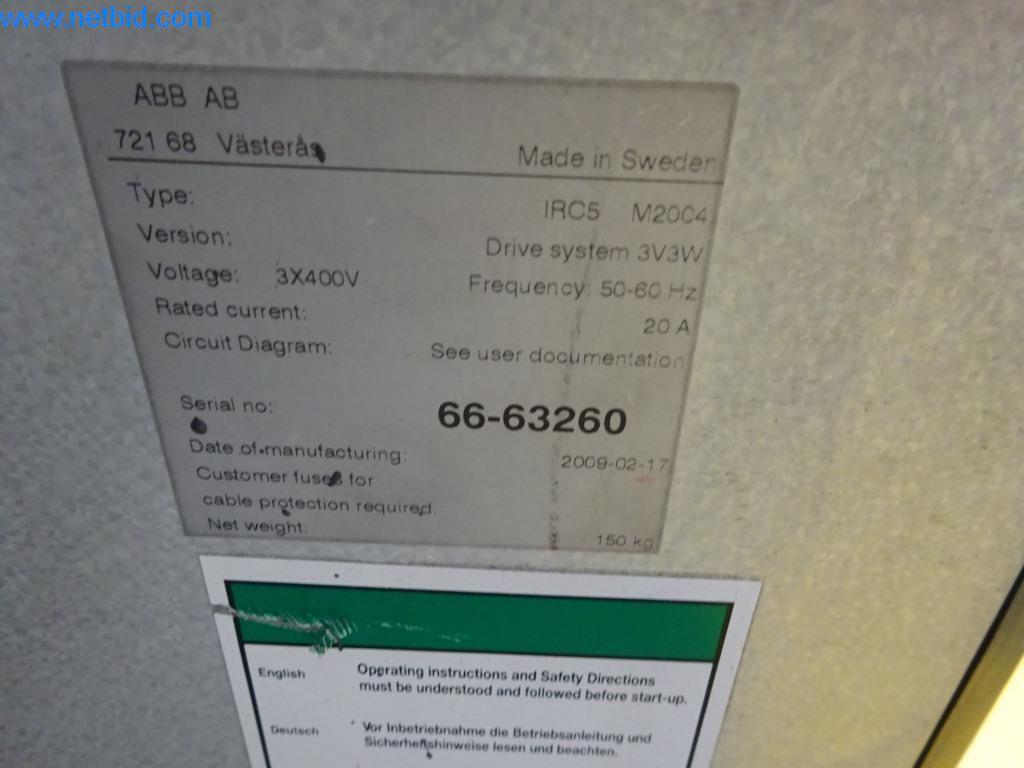 www.netbid.com
ABB AB
721 68 Västerås
Made in Sweden
Type: IRC5 M2004
Version: Drive system 3V3W
Voltage: 3X400V Frequency: 50-60 Hz
Rated current: 20 A
Circuit Diagram: See user documentation
Serial no: 66-63260
Date of manufacturing: 2009-02-17
Customer fuses for
cable protection required.
Net weight: 150 kg
English Operating instructions and Safety Directions
must be understood and followed before start-up.
Deutsch Vor Inbetriebnahme die Betriebsanleitung und
Sicherheitshinweise lesen und beachten.